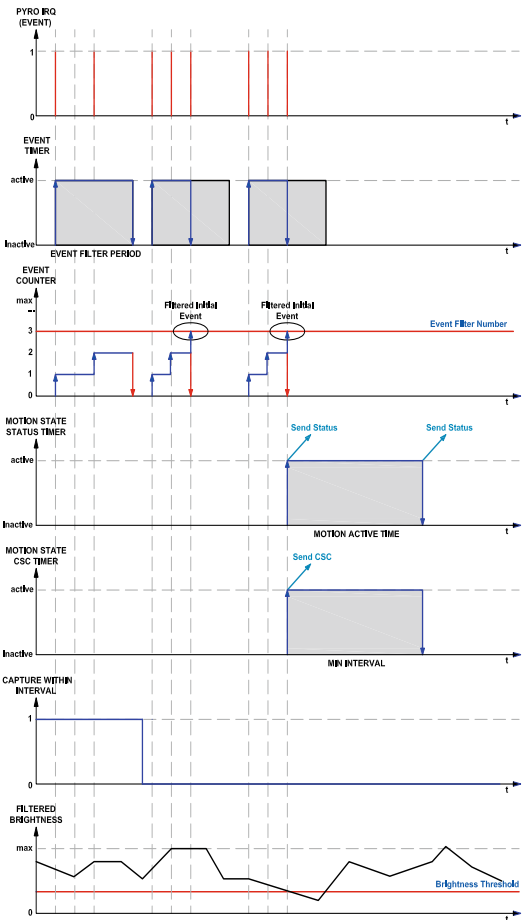 PYRO IRQ
(EVENT)
1
0
t
EVENT
TIMER
active
Inactive
EVENT FILTER PERIOD
t
EVENT
COUNTER
max
...
3
2
1
0
Filtered Initial
Event
Filtered Initial
Event
Event Filter Number
t
MOTION STATE
STATUS TIMER
active
Inactive
Send Status
Send Status
MOTION ACTIVE TIME
t
MOTION STATE
CSC TIMER
active
Inactive
Send CSC
MIN INTERVAL
t
CAPTURE WITHIN
INTERVAL
1
0
t
FILTERED
BRIGHTNESS
max
Brightness Threshold
0
t